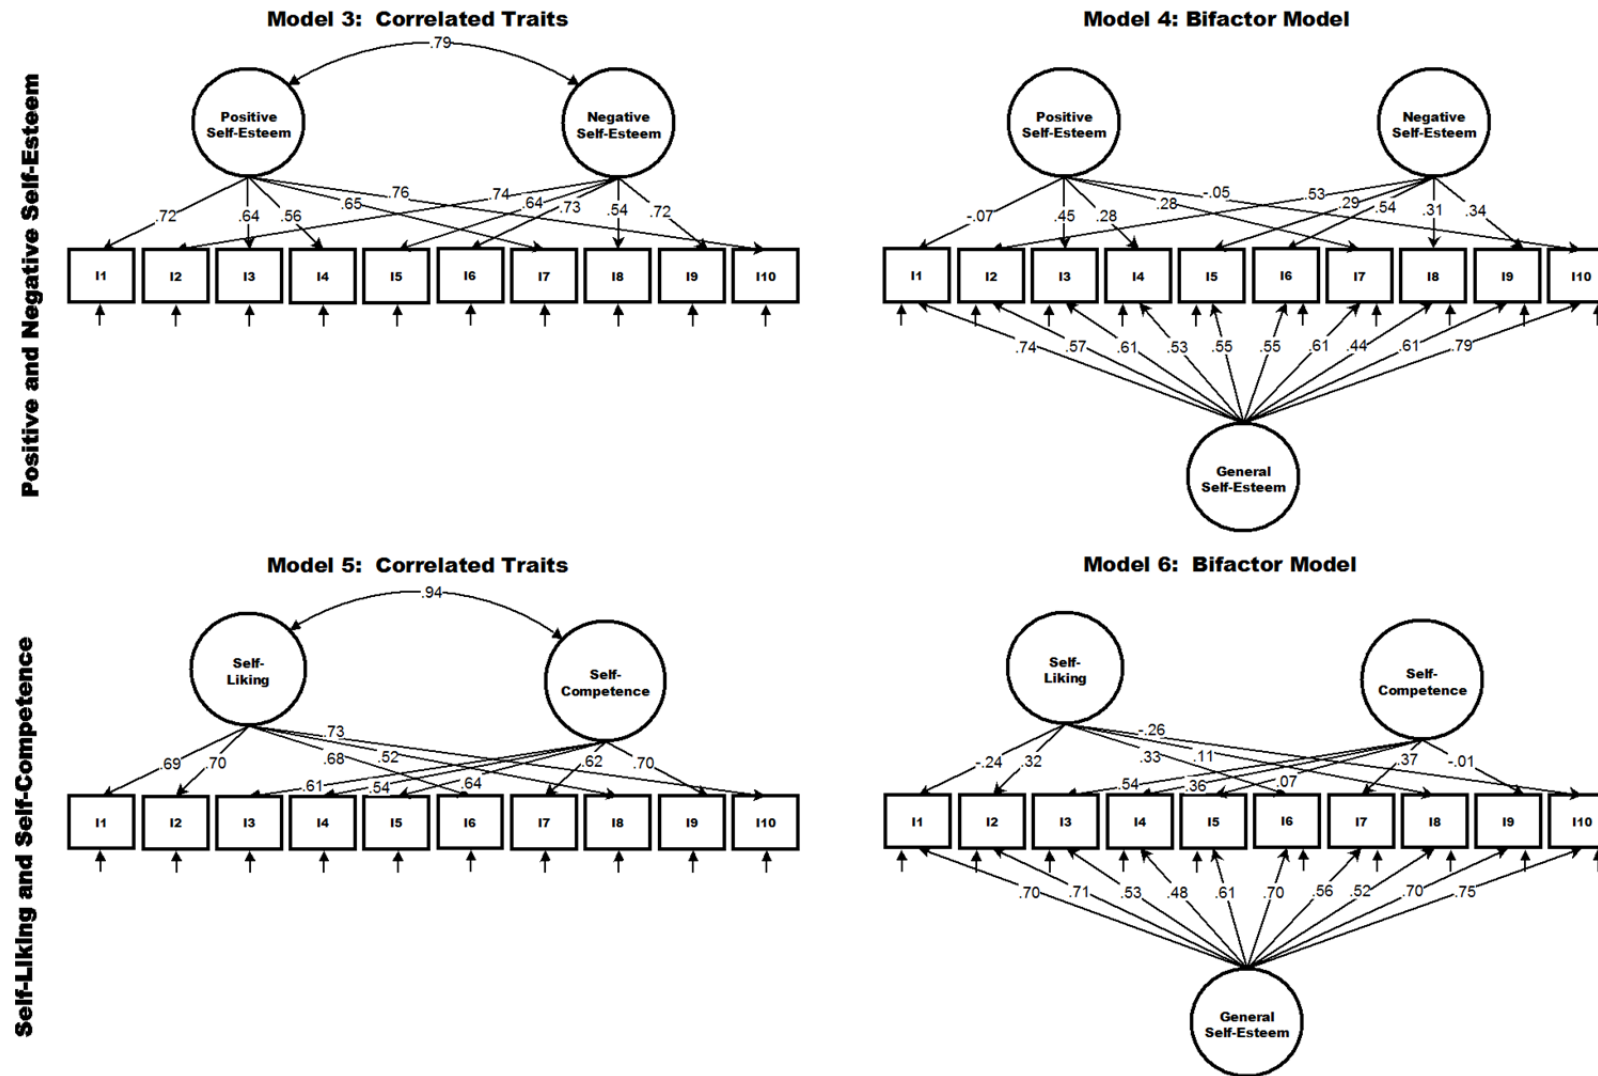 Model 3:  Correlated Traits
Model 4: Bifactor Model
Positive and Negative Self-Esteem
.79
Positive
Self-Esteem
Negative
Self-Esteem
.72
.64
.56
.65
.76
.74
.64
.73
.54
.72
I1
I2
I3
I4
I5
I6
I7
I8
I9
I10
Positive
Self-Esteem
Negative
Self-Esteem
-.07
.45
.28
.28
-.05
.53
.29
.54
.31
.34
I1
I2
I3
I4
I5
I6
I7
I8
I9
I10
.74
.57
.61
.53
.55
.55
.61
.44
.61
.79
General
Self-Esteem
Model 5:  Correlated Traits
Model 6:  Bifactor Model
Self-Liking and Self-Competence
.94
Self-
Liking
Self-
Competence
.69
.70
.68
.52
.73
.61
.54
.64
.62
.70
I1
I2
I3
I4
I5
I6
I7
I8
I9
I10
Self-
Liking
Self-
Competence
-.24
.32
.33
.11
-.26
.54
.36
.07
.37
-.01
I1
I2
I3
I4
I5
I6
I7
I8
I9
I10
.70
.71
.53
.48
.61
.70
.56
.52
.70
.75
General
Self-Esteem